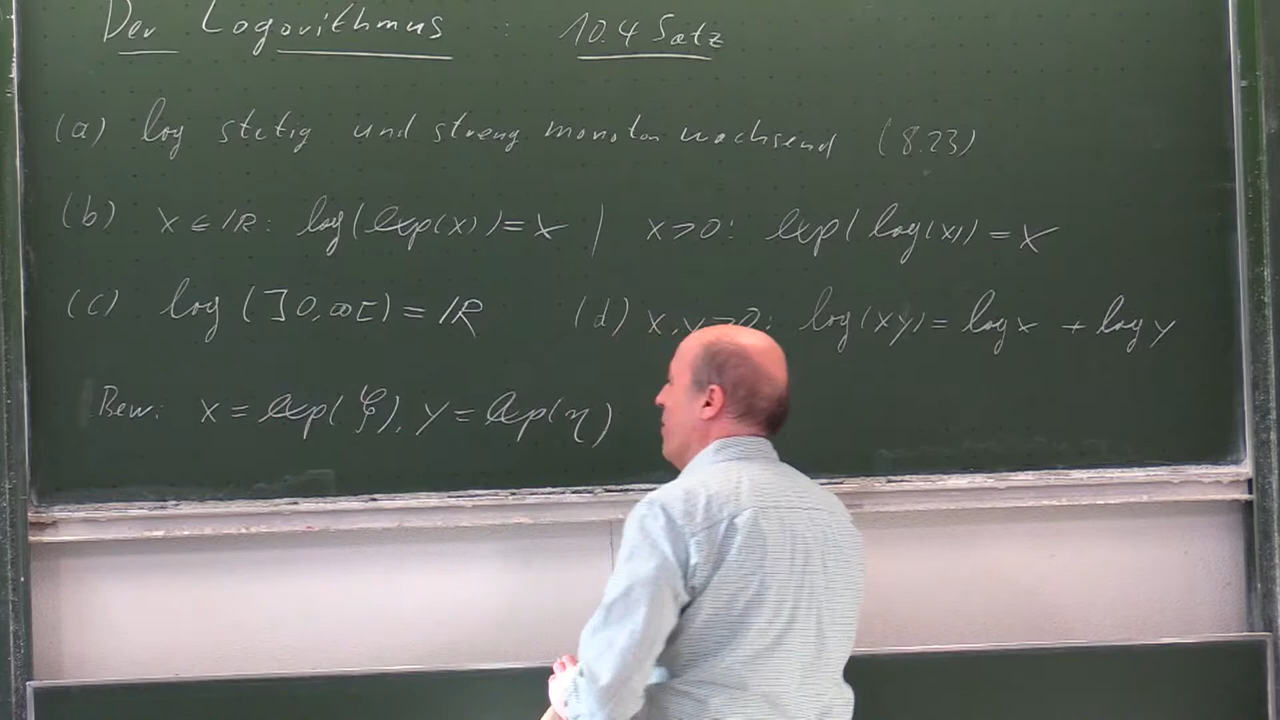 Der Logarithmus : 10.4 Satz
(a) log stetig und streng monoton wachsend (8.23)
(b) x ∈ ℝ: log(exp(x)) = x | x > 0: exp(log(x)) = x
(c) log (]0,∞[) = ℝ (d) x, y > 0: log(xy) = log x + log y
Bew: x = exp(ξ), y = exp(η)